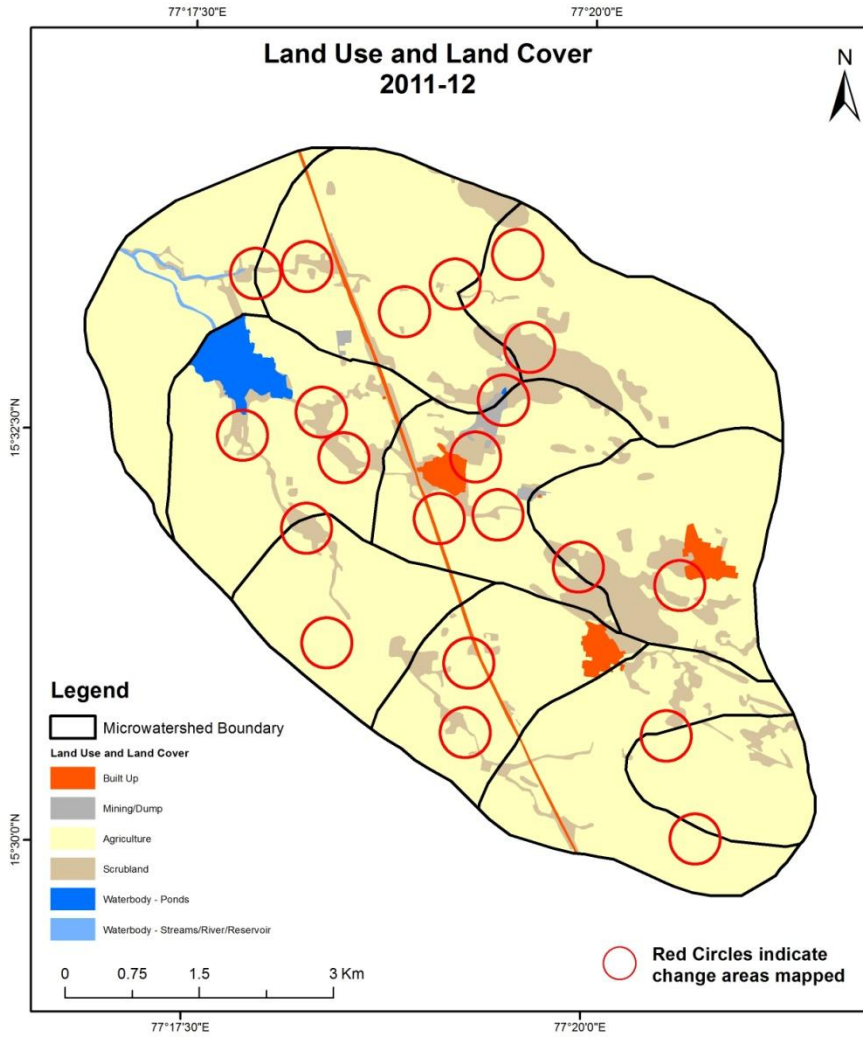 77°17'30"E
77°20'0"E
Land Use and Land Cover
2011-12
N
15°32'30"N
15°30'0"N
Legend
Microwatershed Boundary
Land Use and Land Cover
Built Up
Mining/Dump
Agriculture
Scrubland
Waterbody - Ponds
Waterbody - Streams/River/Reservoir
0 0.75 1.5 3 Km
Red Circles indicate
change areas mapped
77°17'30"E
77°20'0"E